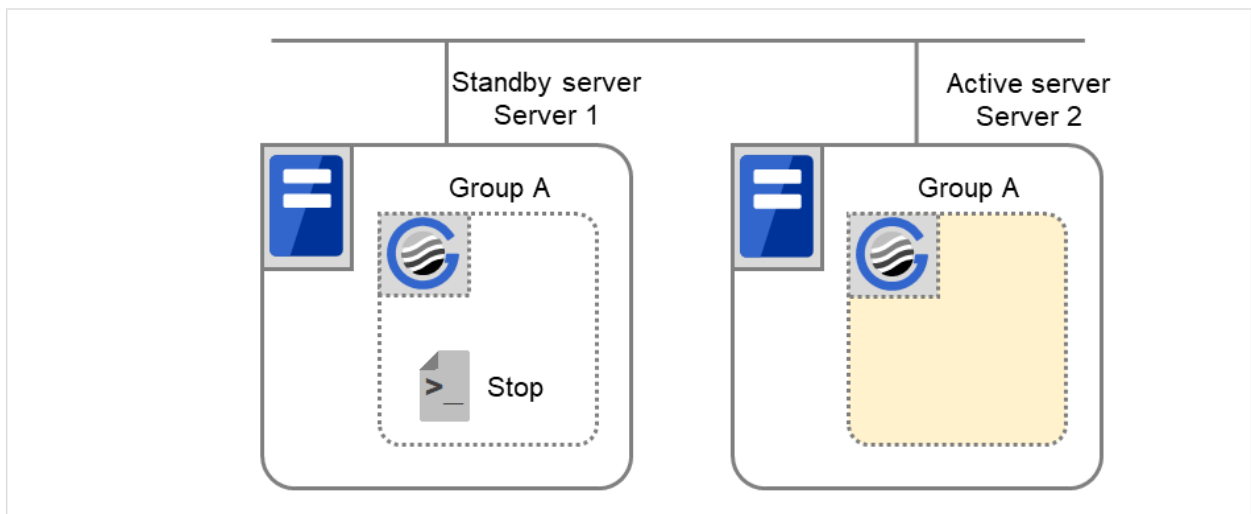 Standby server
Server 1
Active server
Server 2
Group A
Group A
>_
Stop